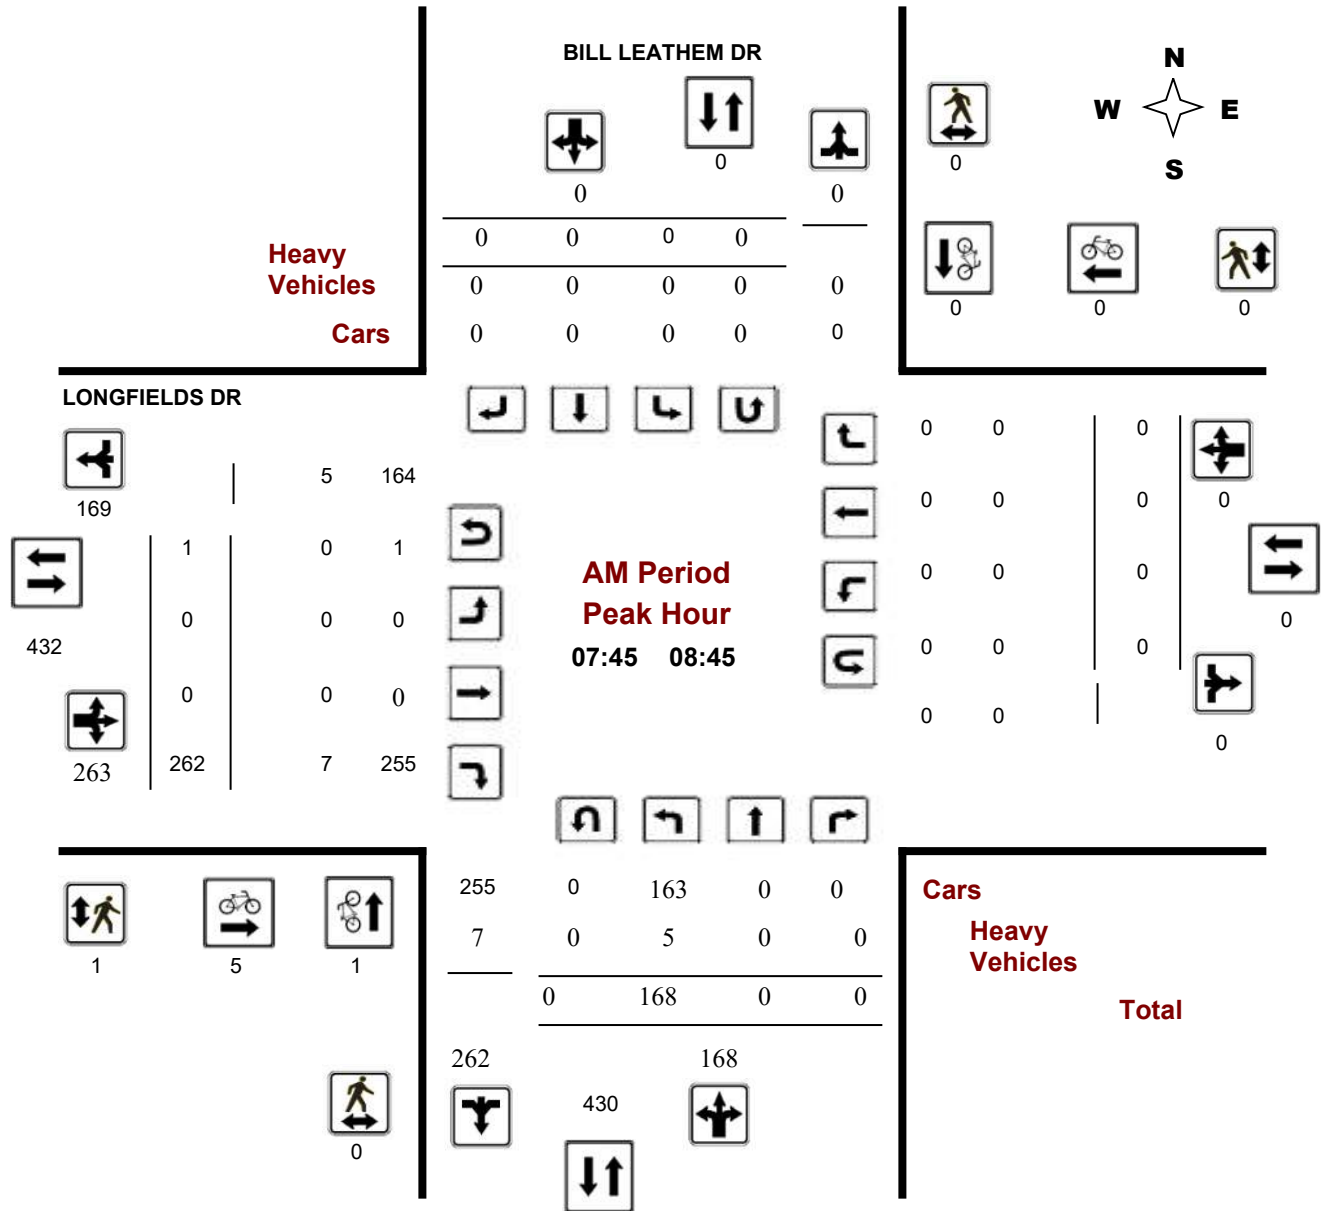 BILL LEATHEM DR
N
W E
S
0
0
0 0
0 0 0 0
Heavy
Vehicles
0 0 0 0 0
Cars
0 0 0 0 0
0 0 0
LONGFIELDS DR
0 0 0
5 164
169
0 0 0 0
1 0 1
AM Period
0 0 0
Peak Hour
0 0 0
0
432
07:45 08:45
0 0 0
0 0 0
0 0
0
263 262 7 255
255 0 163 0 0
Cars
7 0 5 0 0
Heavy
Vehicles
1 5 1
0 168 0 0
Total
262 168
430
0